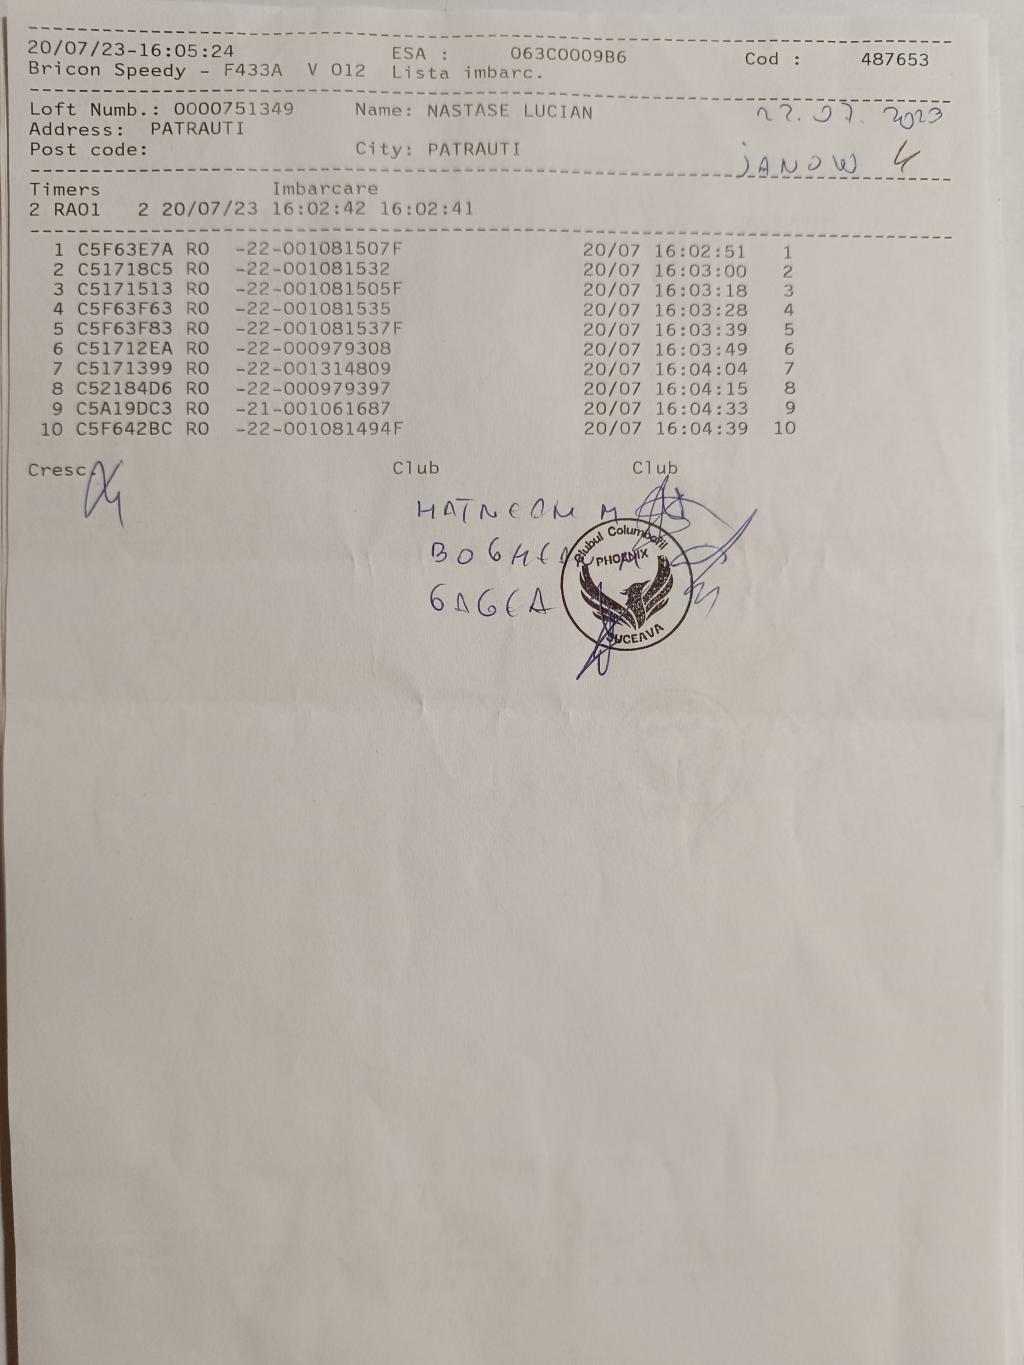 20/07/23-16:05:24 ESA : 063C0009B6 Cod : 487653
Bricon Speedy - F433A V 012 Lista imbarc.
Loft Numb.: 0000751349 Name: NASTASE LUCIAN 22.07.2023
Address: PATRAUTI
Post code: City: PATRAUTI JANOW 4
Timers Imbarcare
2 RA01 2 20/07/23 16:02:42 16:02:41
1 C5F63E7A RO -22-001081507F 20/07 16:02:51 1
2 C51718C5 RO -22-001081532 20/07 16:03:00 2
3 C5171513 RO -22-001081505F 20/07 16:03:18 3
4 C5F63F63 RO -22-001081535 20/07 16:03:28 4
5 C5F63F83 RO -22-001081537F 20/07 16:03:39 5
6 C51712EA RO -22-000979308 20/07 16:03:49 6
7 C5171399 RO -22-001314809 20/07 16:04:04 7
8 C52184D6 RO -22-000979397 20/07 16:04:15 8
9 C5A19DC3 RO -21-001061687 20/07 16:04:33 9
10 C5F642BC RO -22-001081494F 20/07 16:04:39 10
Cresc. Club Club
Clubul Columbofil
PHOENIX
SUCEAVA